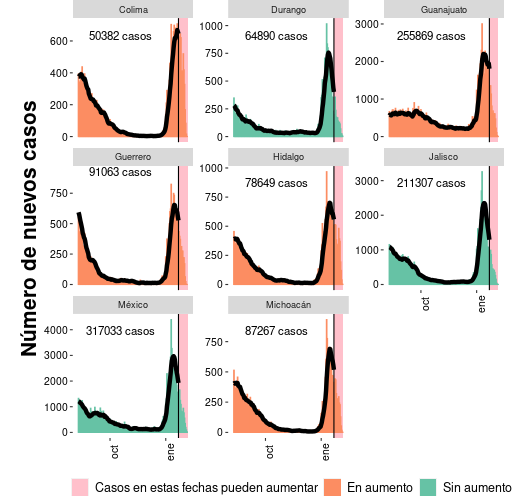 Colima
Durango
Guanajuato
50382 casos
64890 casos
255869 casos
600
400
200
0
1000
750
500
250
0
3000
2000
1000
0
Guerrero
Hidalgo
Jalisco
91063 casos
78649 casos
211307 casos
750
500
250
0
1000
750
500
250
0
3000
2000
1000
0
oct
ene
México
Michoacán
317033 casos
87267 casos
4000
3000
2000
1000
0
750
500
250
0
oct
ene
oct
ene
Número de nuevos casos
Casos en estas fechas pueden aumentar
En aumento
Sin aumento